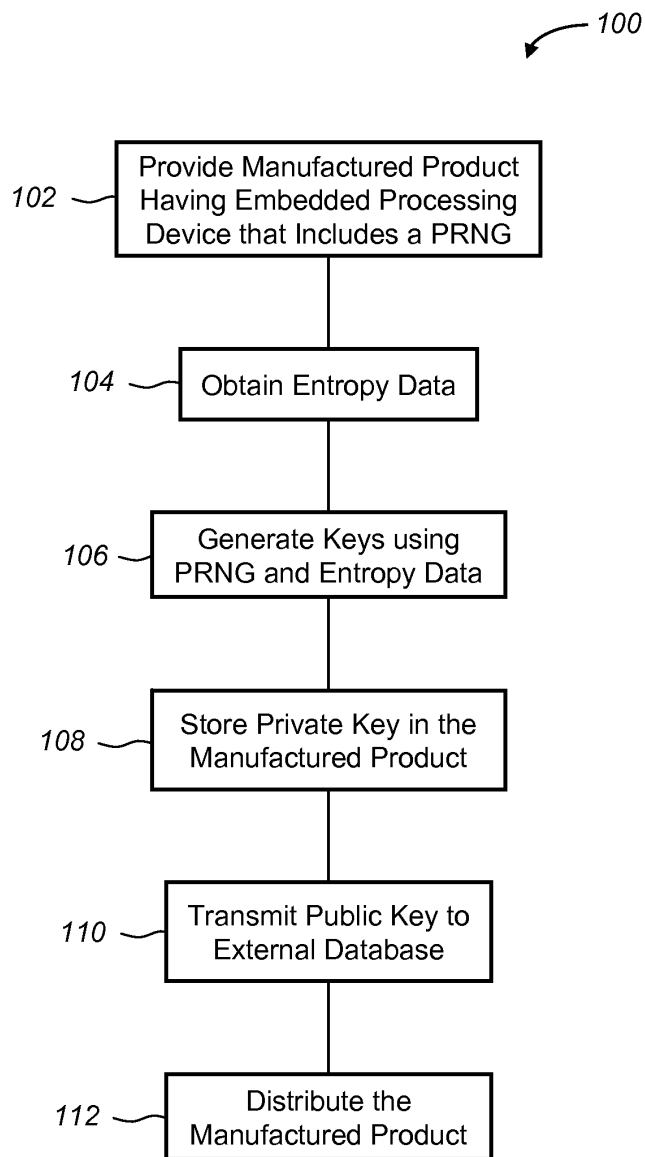 100
102
Provide Manufactured Product
Having Embedded Processing
Device that Includes a PRNG
104
Obtain Entropy Data
106
Generate Keys using
PRNG and Entropy Data
108
Store Private Key in the
Manufactured Product
110
Transmit Public Key to
External Database
112
Distribute the
Manufactured Product